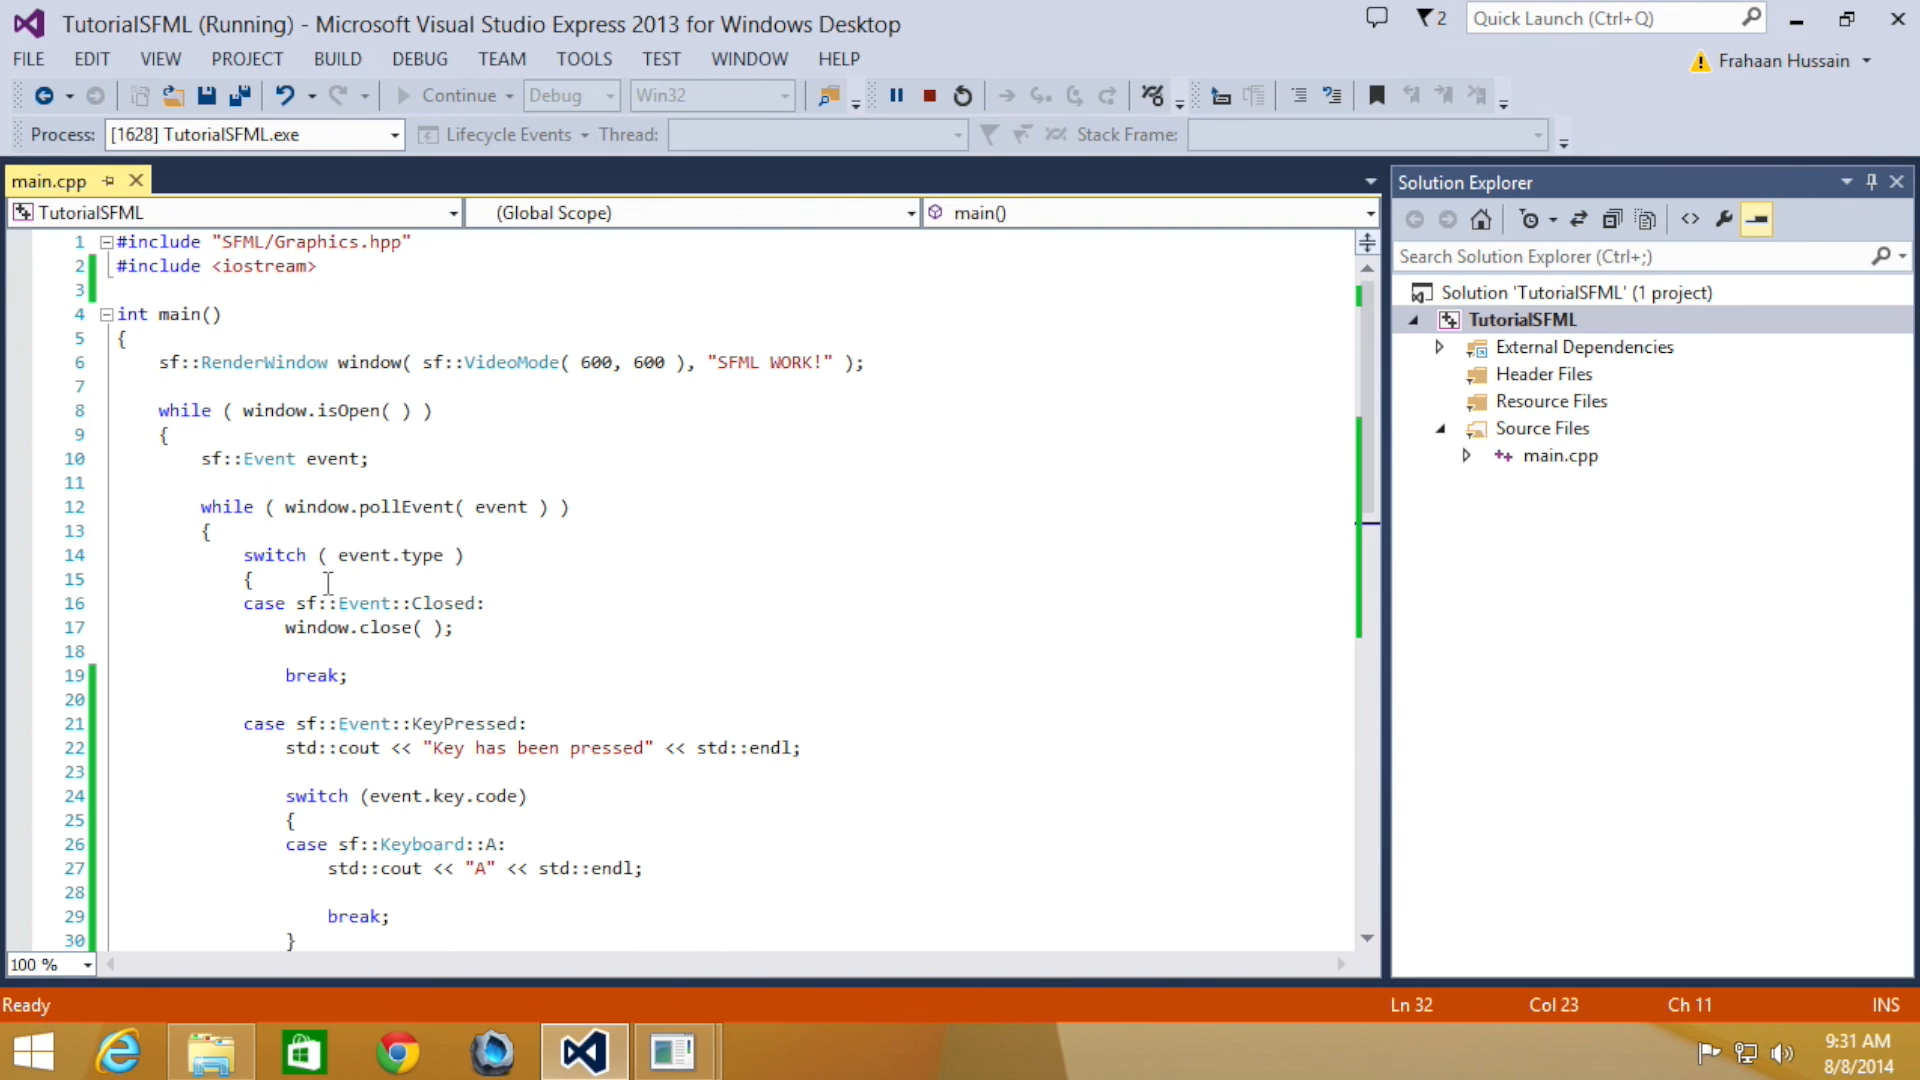 TutorialSFML (Running) - Microsoft Visual Studio Express 2013 for Windows Desktop
2
Quick Launch (Ctrl+Q)
FILE EDIT VIEW PROJECT BUILD DEBUG TEAM TOOLS TEST WINDOW HELP
Frahaan Hussain
Continue Debug Win32
Process: [1628] TutorialSFML.exe Lifecycle Events Thread: Stack Frame:
main.cpp
TutorialSFML (Global Scope) main()
1 #include "SFML/Graphics.hpp"
2 #include <iostream>
3
4 int main()
5 {
6 sf::RenderWindow window( sf::VideoMode( 600, 600 ), "SFML WORK!" );
7
8 while ( window.isOpen( ) )
9 {
10 sf::Event event;
11
12 while ( window.pollEvent( event ) )
13 {
14 switch ( event.type )
15 {
16 case sf::Event::Closed:
17 window.close( );
18
19 break;
20
21 case sf::Event::KeyPressed:
22 std::cout << "Key has been pressed" << std::endl;
23
24 switch (event.key.code)
25 {
26 case sf::Keyboard::A:
27 std::cout << "A" << std::endl;
28
29 break;
30 }
100 %
Solution Explorer
Search Solution Explorer (Ctrl+;)
Solution 'TutorialSFML' (1 project)
TutorialSFML
External Dependencies
Header Files
Resource Files
Source Files
main.cpp
Ready Ln 32 Col 23 Ch 11 INS
9:31 AM
8/8/2014